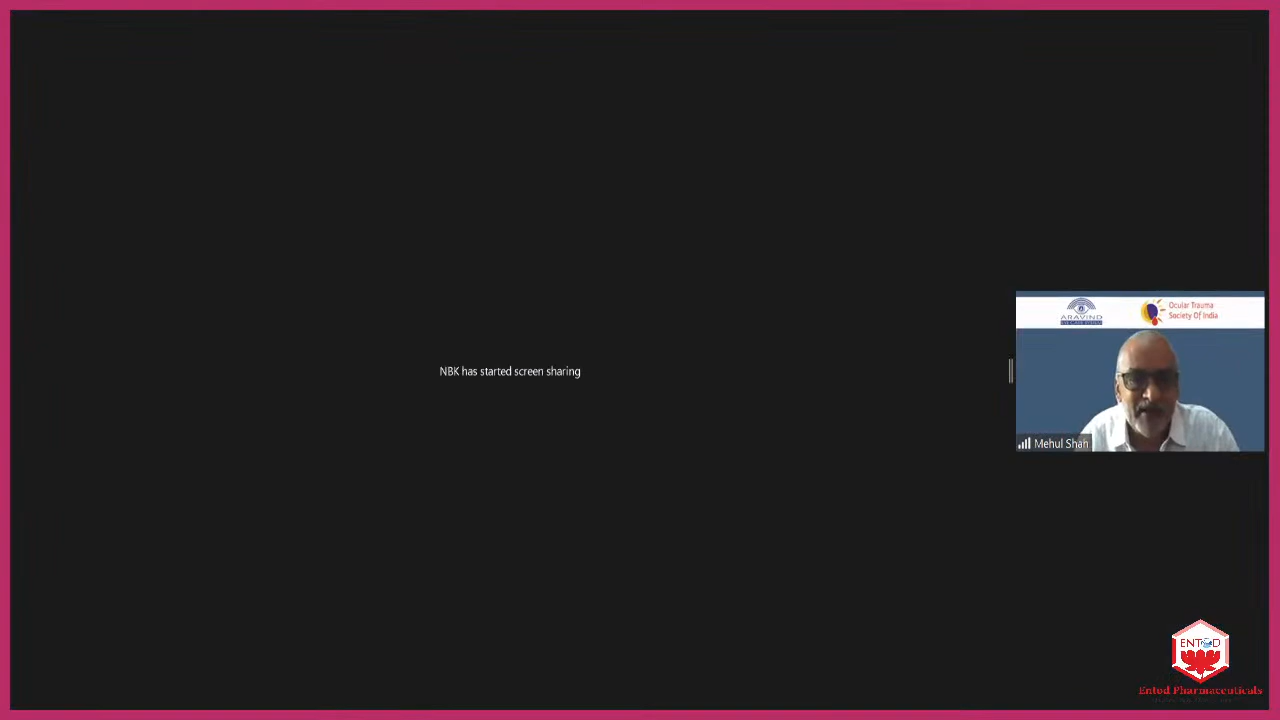 Ocular Trauma
Society Of India
ARAVIND
NBK has started screen sharing
Mehul Shah
ENTOD
Entod Pharmaceuticals